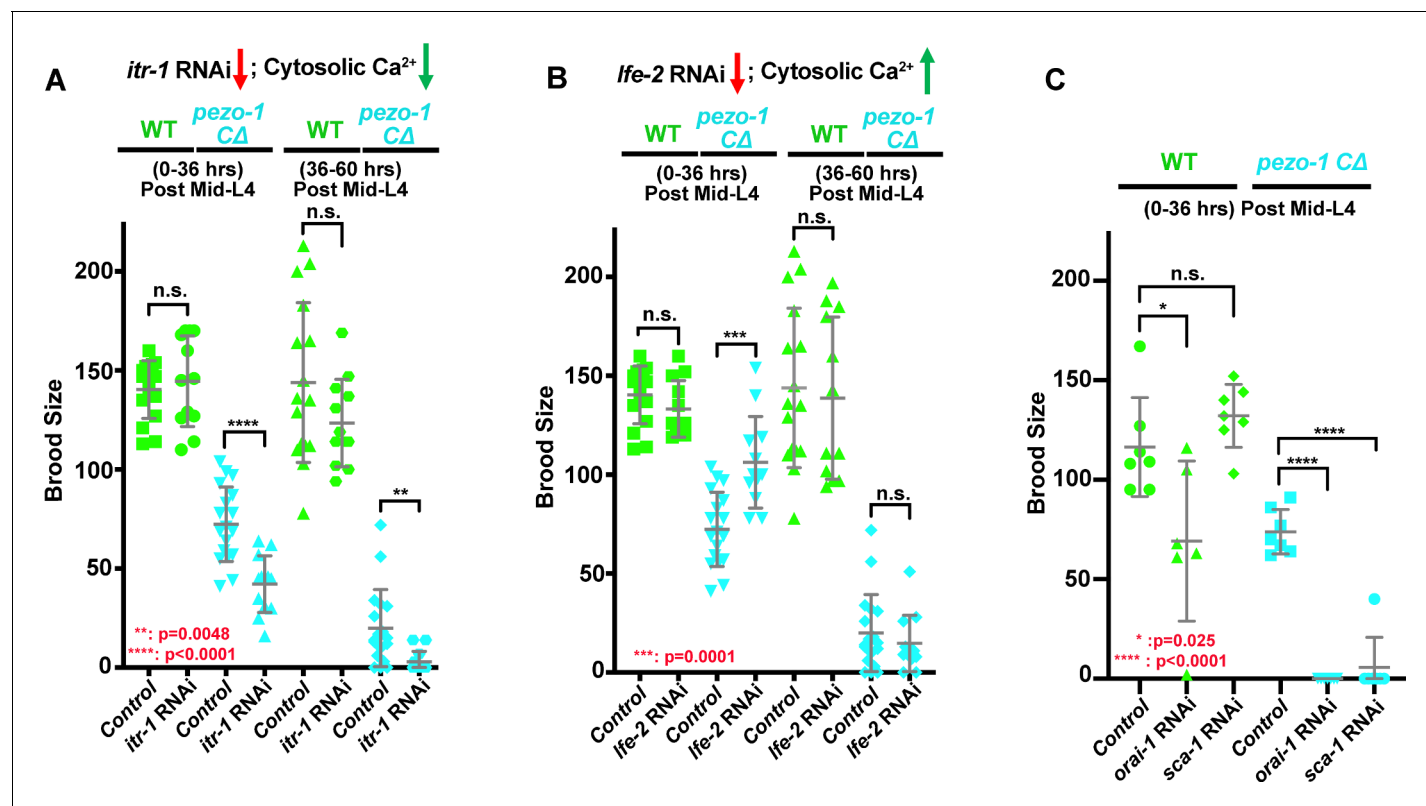 A
itr-1 RNAi ; Cytosolic Ca2+
WT
pezo-1
CΔ
WT
pezo-1
CΔ
(0-36 hrs)
Post Mid-L4
(36-60 hrs)
Post Mid-L4
n.s.
****
n.s.
**
Brood Size
200
150
100
50
0
**: p=0.0048
****: p<0.0001
Control
itr-1 RNAi
Control
itr-1 RNAi
Control
itr-1 RNAi
Control
itr-1 RNAi
B
lfe-2 RNAi ; Cytosolic Ca2+
WT
pezo-1
CΔ
WT
pezo-1
CΔ
(0-36 hrs)
Post Mid-L4
(36-60 hrs)
Post Mid-L4
n.s.
***
n.s.
n.s.
Brood Size
200
150
100
50
0
***: p=0.0001
Control
lfe-2 RNAi
Control
lfe-2 RNAi
Control
lfe-2 RNAi
Control
lfe-2 RNAi
C
WT
pezo-1 CΔ
(0-36 hrs) Post Mid-L4
n.s.
*
****
****
Brood Size
200
150
100
50
0
* :p=0.025
**** : p<0.0001
Control
orai-1 RNAi
sca-1 RNAi
Control
orai-1 RNAi
sca-1 RNAi